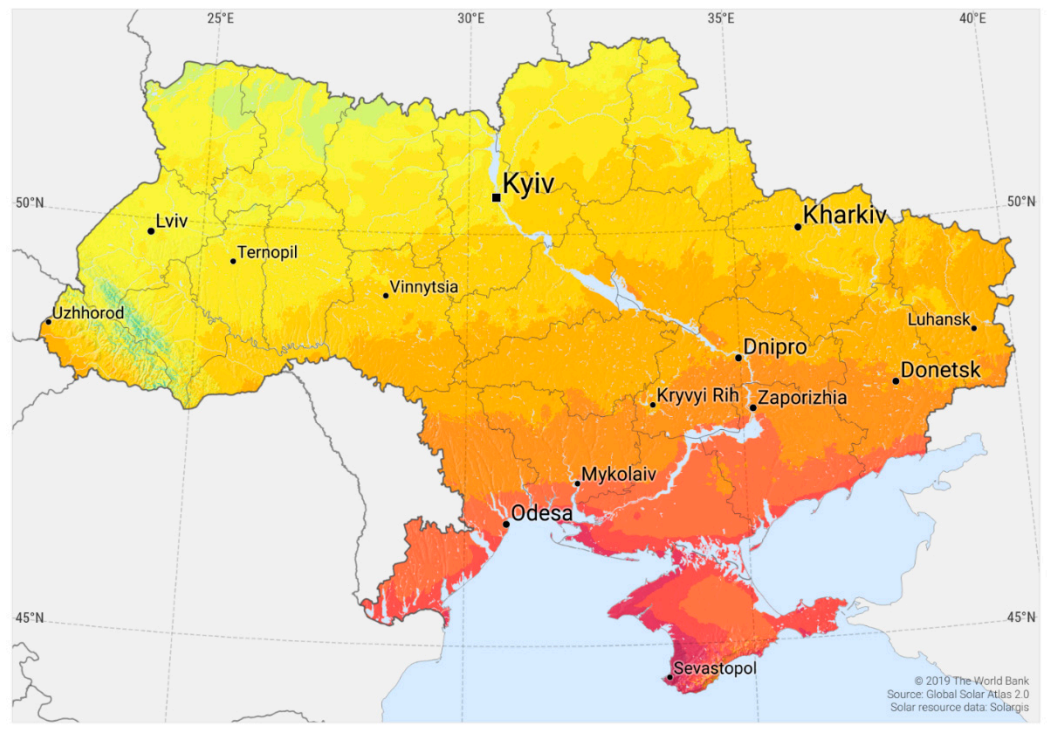 25°E
30°E
35°E
40°E
50°N
50°N
Kyiv
Kharkiv
Lviv
Ternopil
Vinnytsia
Uzhhorod
Luhansk
Dnipro
Donetsk
Kryvyi Rih
Zaporizhia
Mykolaiv
Odesa
45°N
45°N
Sevastopol
© 2019 The World Bank
Source: Global Solar Atlas 2.0
Solar resource data: Solargis